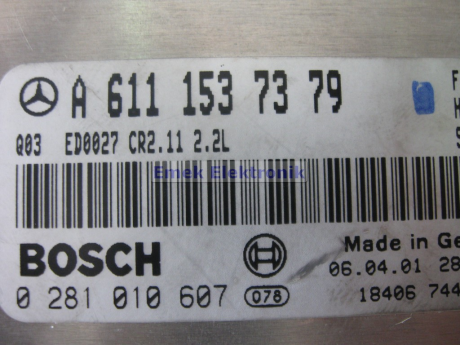 A 611 153 73 79
F
Q03 ED0027 CR2.11 2.2L
H
S
Emek Elektronik
BOSCH
Made in Ge
0 281 010 607 078
06.04.01 28
18406 744